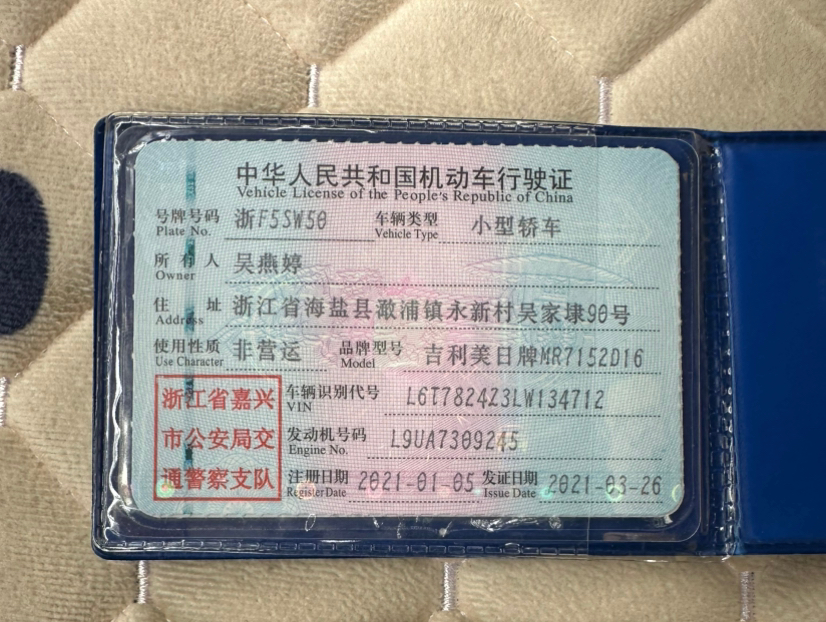 中华人民共和国机动车行驶证
Vehicle License of the People's Republic of China
号牌号码 浙F5SW50 车辆类型 小型轿车
Plate No. Vehicle Type
所有人 吴燕婷
Owner
住址 浙江省海盐县澉浦镇永新村吴家埭90号
Address
使用性质 非营运 品牌型号 吉利美日牌MR7152D16
Use Character Model
浙江省嘉兴 车辆识别代号 L6T7824Z3LW134712
VIN
市公安局交 发动机号码 L9UA7309245
Engine No.
通警察支队 注册日期 2021-01-05 发证日期 2021-03-26
Register Date Issue Date